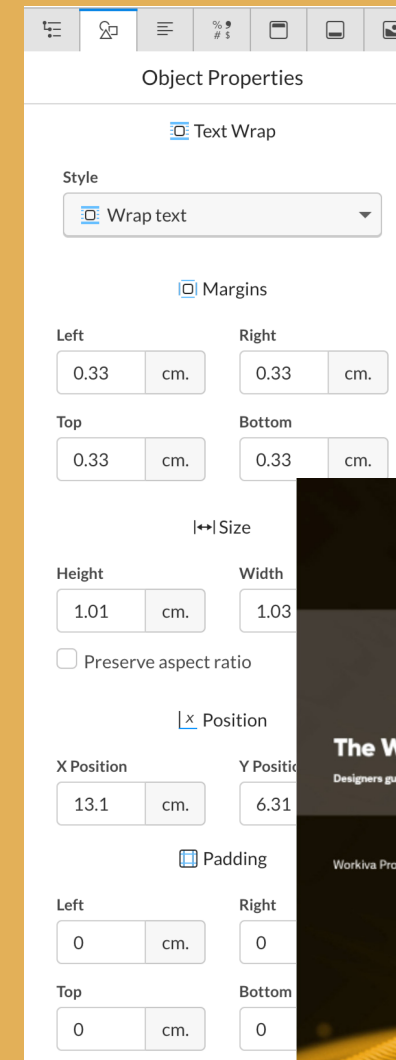 % , # $
Object Properties
Text Wrap
Style
Wrap text
Margins
Left Right
0.33 cm. 0.33 cm.
Top Bottom
0.33 cm. 0.33 cm.
Size
Height Width
1.01 cm. 1.03
Preserve aspect ratio
x Position
X Position Y
13.1 cm. 6.31
Padding
Left Right
0 cm. 0
Top Bottom
0 cm. 0
The
Designers
Workiva